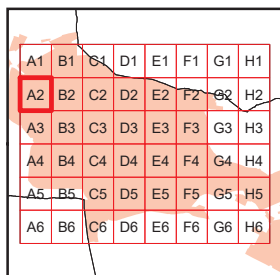 A1 B1 C1 D1 E1 F1 G1 H1
A2 B2 C2 D2 E2 F2 G2 H2
A3 B3 C3 D3 E3 F3 G3 H3
A4 B4 C4 D4 E4 F4 G4 H4
A5 B5 C5 D5 E5 F5 G5 H5
A6 B6 C6 D6 E6 F6 G6 H6